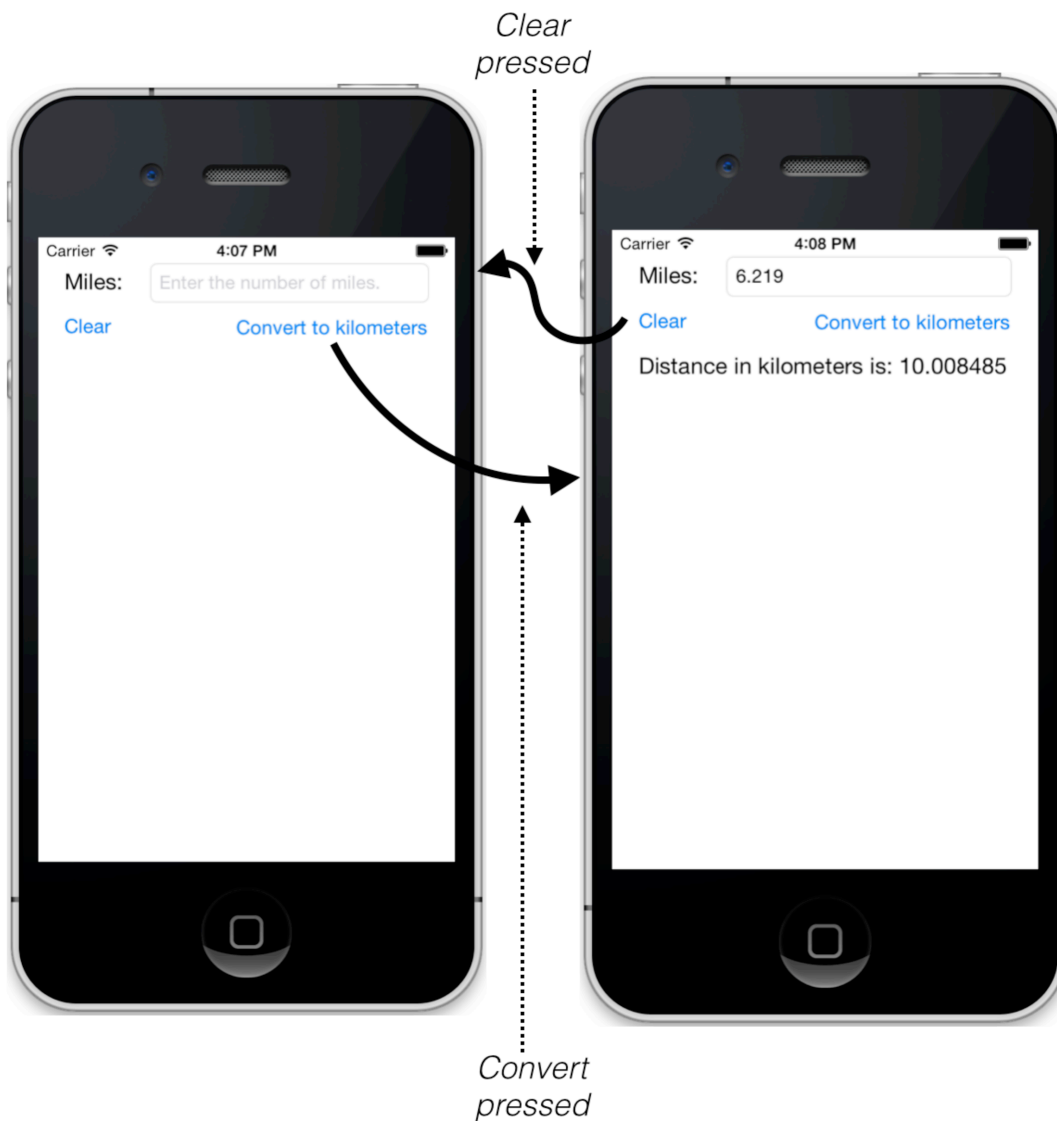 Clear
pressed
Carrier
4:07 PM
Miles:
Enter the number of miles.
Clear
Convert to kilometers
Carrier
4:08 PM
Miles:
6.219
Clear
Convert to kilometers
Distance in kilometers is: 10.008485
Convert
pressed